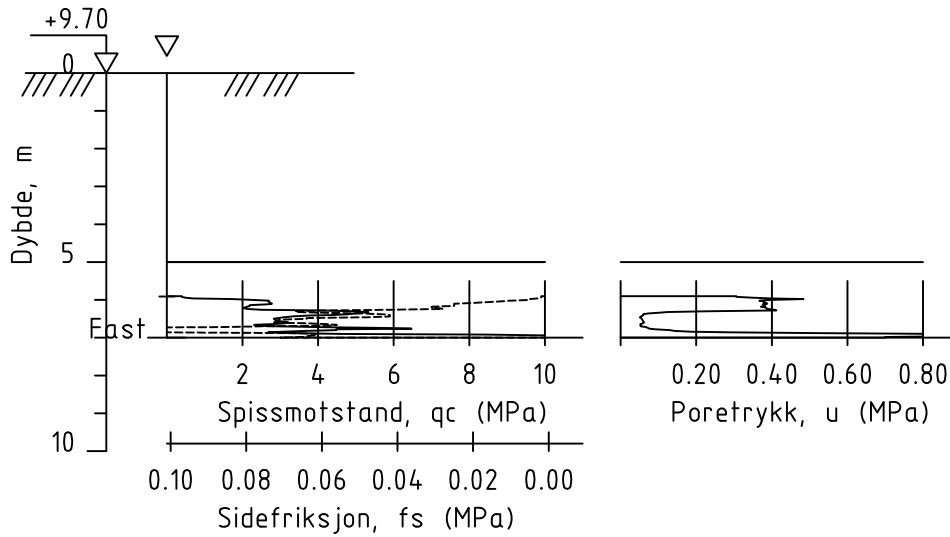 +9.70
0
Dybde, m
5
Fast
2 4 6 8 10
0.20 0.40 0.60 0.80
Spissmotstand, qc (MPa)
Poretrykk, u (MPa)
10
0.10 0.08 0.06 0.04 0.02 0.00
Sidefriksjon, fs (MPa)